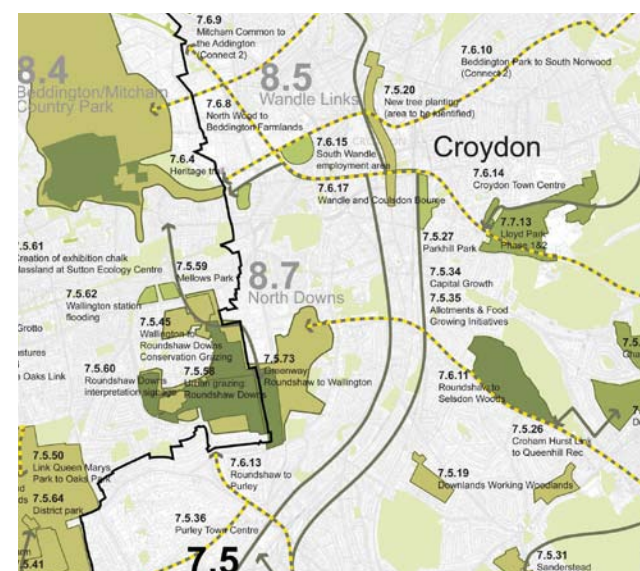 7.6.9
Mitcham Common to
the Addington
(Connect 2)
8.4
Beddington/Mitcham
Country Park
8.5
Wandle Links
7.6.10
Beddington Park to South Norwood
(Connect 2)
7.5.20
New tree planting
(area to be identified)
7.6.8
North Wood to
Beddington Farmlands
7.6.15
South Wandle
employment area
Croydon
7.6.4
Heritage trail
7.6.14
Croydon Town Centre
7.6.17
Wandle and Coulsdon Bourne
7.7.13
Lloyd Park
Phase 1&2
7.5.27
Parkhill Park
7.5.61
Creation of exhibition chalk
grassland at Sutton Ecology Centre
7.5.59
Mellows Park
8.7
North Downs
7.5.34
Capital Growth
7.5.35
Allotments & Food
Growing Initiatives
7.5.62
Wallington station
flooding
7.5.45
Wallington to
Roundshaw Downs
Conservation Grazing
Grotto
7.5.60
Roundshaw Downs
interpretation signage
7.5.58
Urban grazing
Roundshaw Downs
7.5.73
Greenway
Roundshaw to Wallington
Oaks Link
7.6.11
Roundshaw to
Selsdon Woods
7.5.26
Croham Hurst Link
to Queenhill Rec
7.5.50
Link Queen Marys
Park to Oaks Park
7.5.64
District park
7.6.13
Roundshaw to
Purley
7.5.19
Downlands Working Woodlands
7.5.36
Purley Town Centre
7.5
7.5.31
Sanderstead
7.5.41